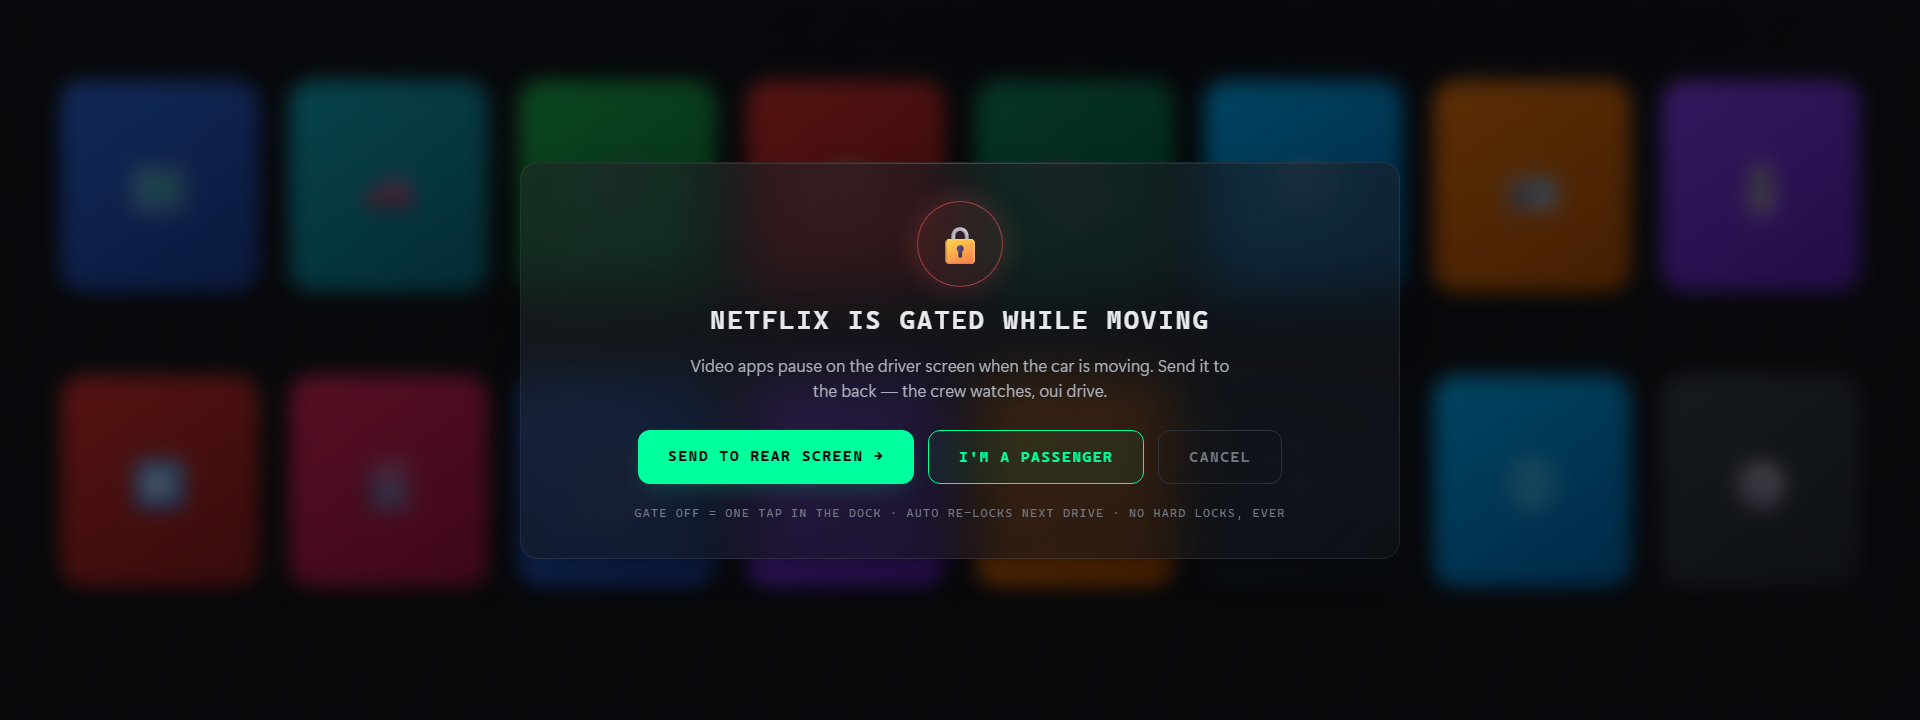 NETFLIX IS GATED WHILE MOVING
Video apps pause on the driver screen when the car is moving. Send it to
the back — the crew watches, oui drive.
SEND TO REAR SCREEN →
I'M A PASSENGER
CANCEL
GATE OFF = ONE TAP IN THE DOCK · AUTO RE-LOCKS NEXT DRIVE · NO HARD LOCKS, EVER